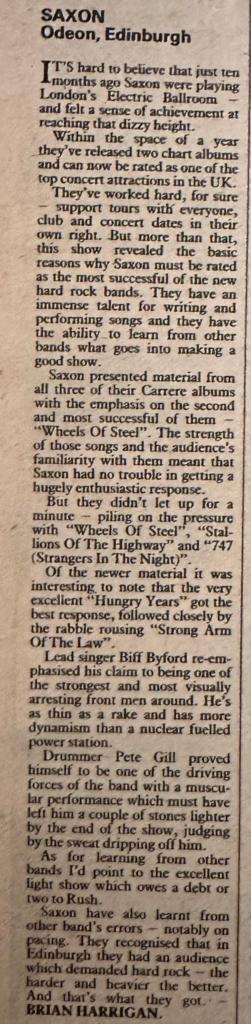 SAXON
Odeon, Edinburgh
IT'S hard to believe that just ten
months ago Saxon were playing
London's Electric Ballroom —
and felt a sense of achievement at
reaching that dizzy height.
Within the space of a year
they've released two chart albums
and can now be rated as one of the
top concert attractions in the UK.
They've worked hard, for sure
— support tours with everyone,
club and concert dates in their
own right. But more than that,
this show revealed the basic
reasons why Saxon must be rated
as the most successful of the new
hard rock bands. They have an
immense talent for writing and
performing songs and they have
the ability to learn from other
bands what goes into making a
good show.
Saxon presented material from
all three of their Carrere albums
with the emphasis on the second
and most successful of them —
"Wheels Of Steel". The strength
of those songs and the audience's
familiarity with them meant that
Saxon had no trouble in getting a
hugely enthusiastic response.
But they didn't let up for a
minute — piling on the pressure
with "Wheels Of Steel", "Stal-
lions Of The Highway" and "747
(Strangers In The Night)".
Of the newer material it was
interesting to note that the very
excellent "Hungry Years" got the
best response, followed closely by
the rabble rousing "Strong Arm
Of The Law".
Lead singer Biff Byford re-em-
phasised his claim to being one of
the strongest and most visually
arresting front men around. He's
as thin as a rake and has more
dynamism than a nuclear fuelled
power station.
Drummer Pete Gill proved
himself to be one of the driving
forces of the band with a muscu-
lar performance which must have
left him a couple of stones lighter
by the end of the show, judging
by the sweat dripping off him.
As for learning from other
bands I'd point to the excellent
light show which owes a debt or
two to Rush.
Saxon have also learnt from
other band's errors — notably on
pacing. They recognised that in
Edinburgh they had an audience
which demanded hard rock — the
harder and heavier the better.
And that's what they got. —
BRIAN HARRIGAN.